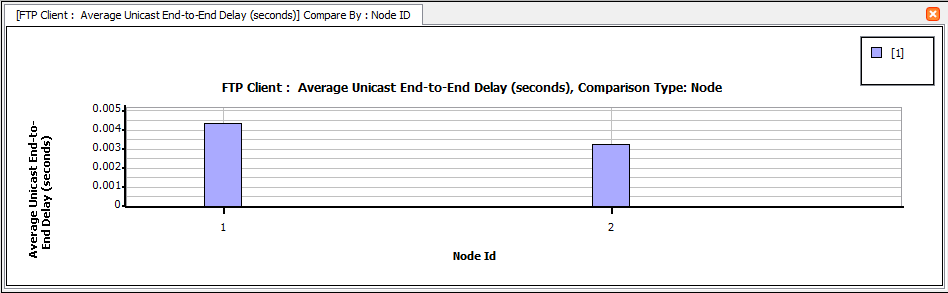 [FTP Client :  Average Unicast End-to-End Delay (seconds)] Compare By : Node ID
[1]
FTP Client :  Average Unicast End-to-End Delay (seconds), Comparison Type: Node
Average Unicast End-to-
End Delay (seconds)
0.005
0.004
0.003
0.002
0.001
0
1
2
Node Id